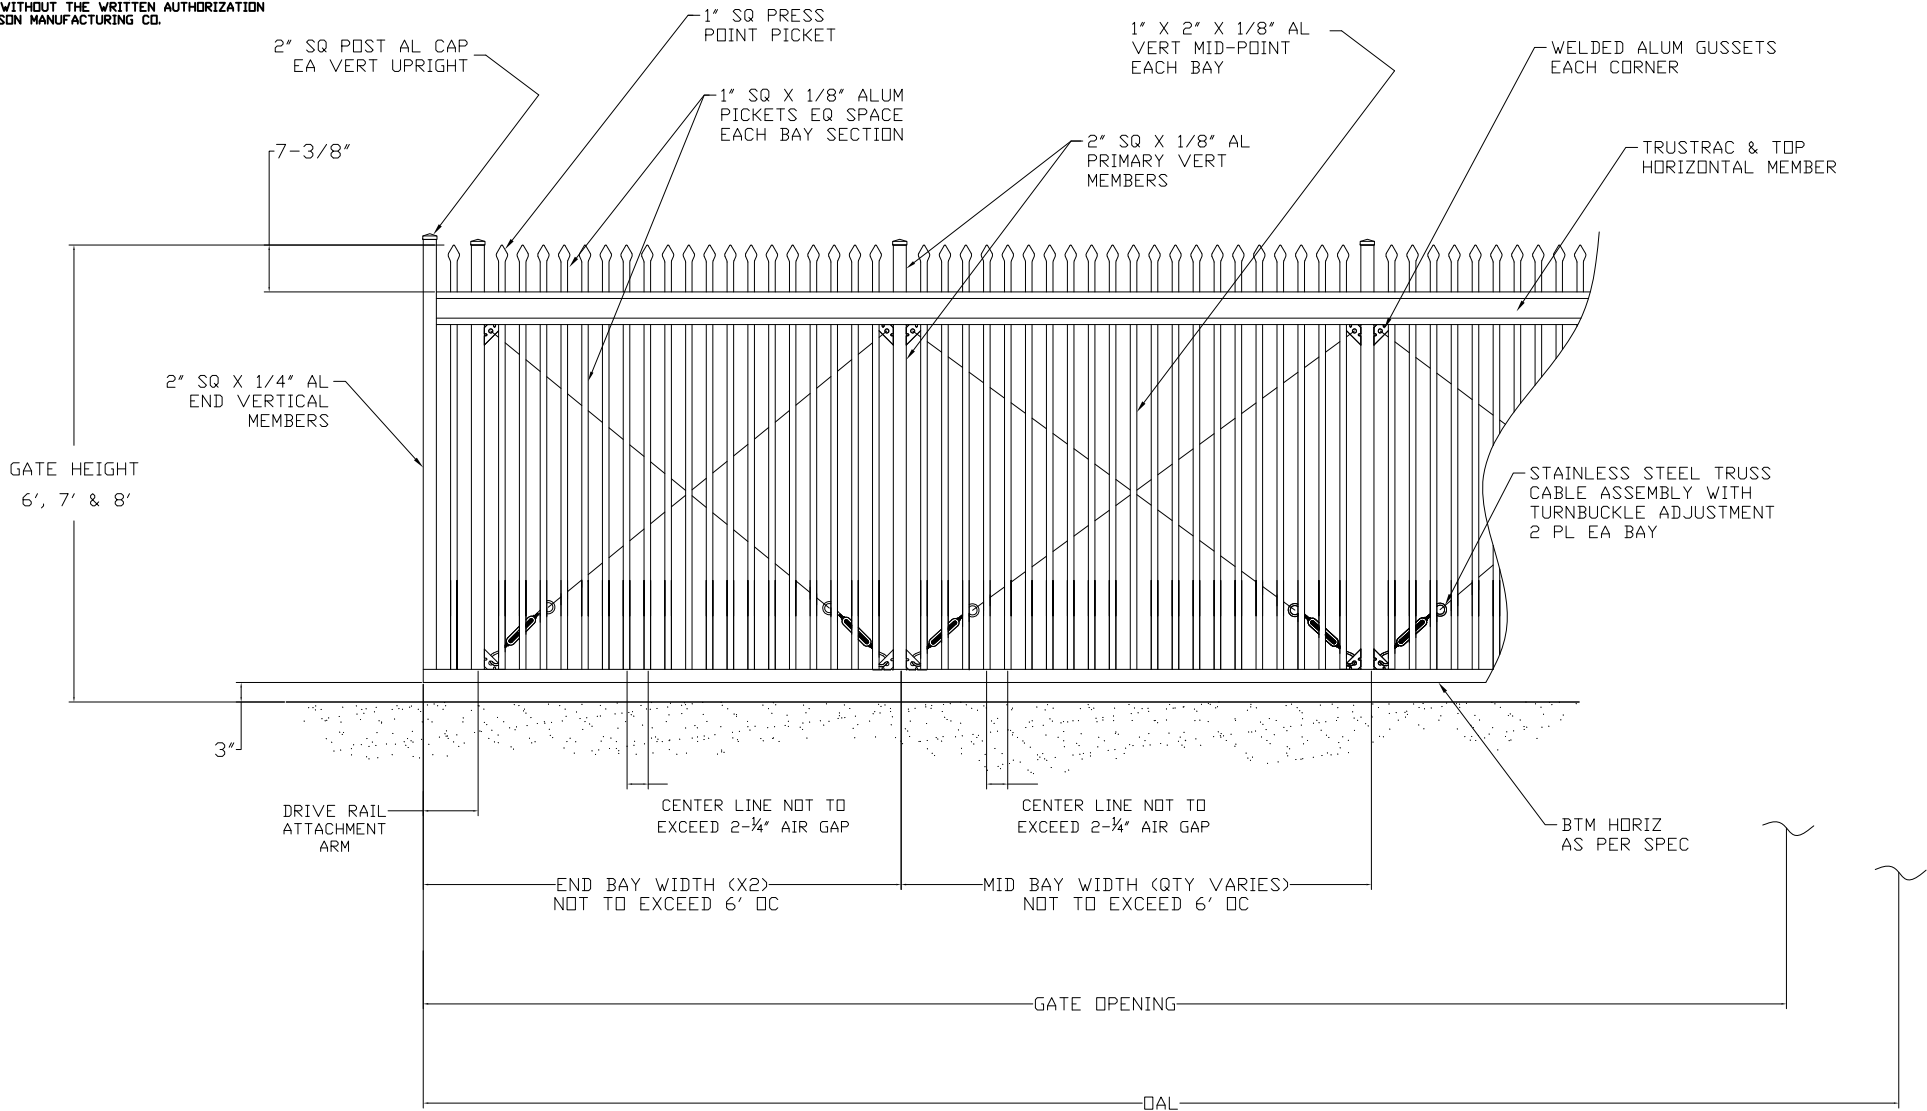 WITHOUT THE WRITTEN AUTHORIZATION
SON MANUFACTURING CO.
2" SQ POST AL CAP
EA VERT UPRIGHT
1" SQ PRESS
POINT PICKET
1" SQ X 1/8" ALUM
PICKETS EQ SPACE
EACH BAY SECTION
1" X 2" X 1/8" AL
VERT MID-POINT
EACH BAY
WELDED ALUM GUSSETS
EACH CORNER
2" SQ X 1/8" AL
PRIMARY VERT
MEMBERS
TRUSTRAC & TOP
HORIZONTAL MEMBER
7-3/8"
2" SQ X 1/4" AL
END VERTICAL
MEMBERS
GATE HEIGHT
6', 7' & 8'
STAINLESS STEEL TRUSS
CABLE ASSEMBLY WITH
TURNBUCKLE ADJUSTMENT
2 PL EA BAY
3"
DRIVE RAIL
ATTACHMENT
ARM
CENTER LINE NOT TO
EXCEED 2-¼" AIR GAP
CENTER LINE NOT TO
EXCEED 2-¼" AIR GAP
BTM HORIZ
AS PER SPEC
END BAY WIDTH (X2)
NOT TO EXCEED 6' OC
MID BAY WIDTH (QTY VARIES)
NOT TO EXCEED 6' OC
GATE OPENING
OAL